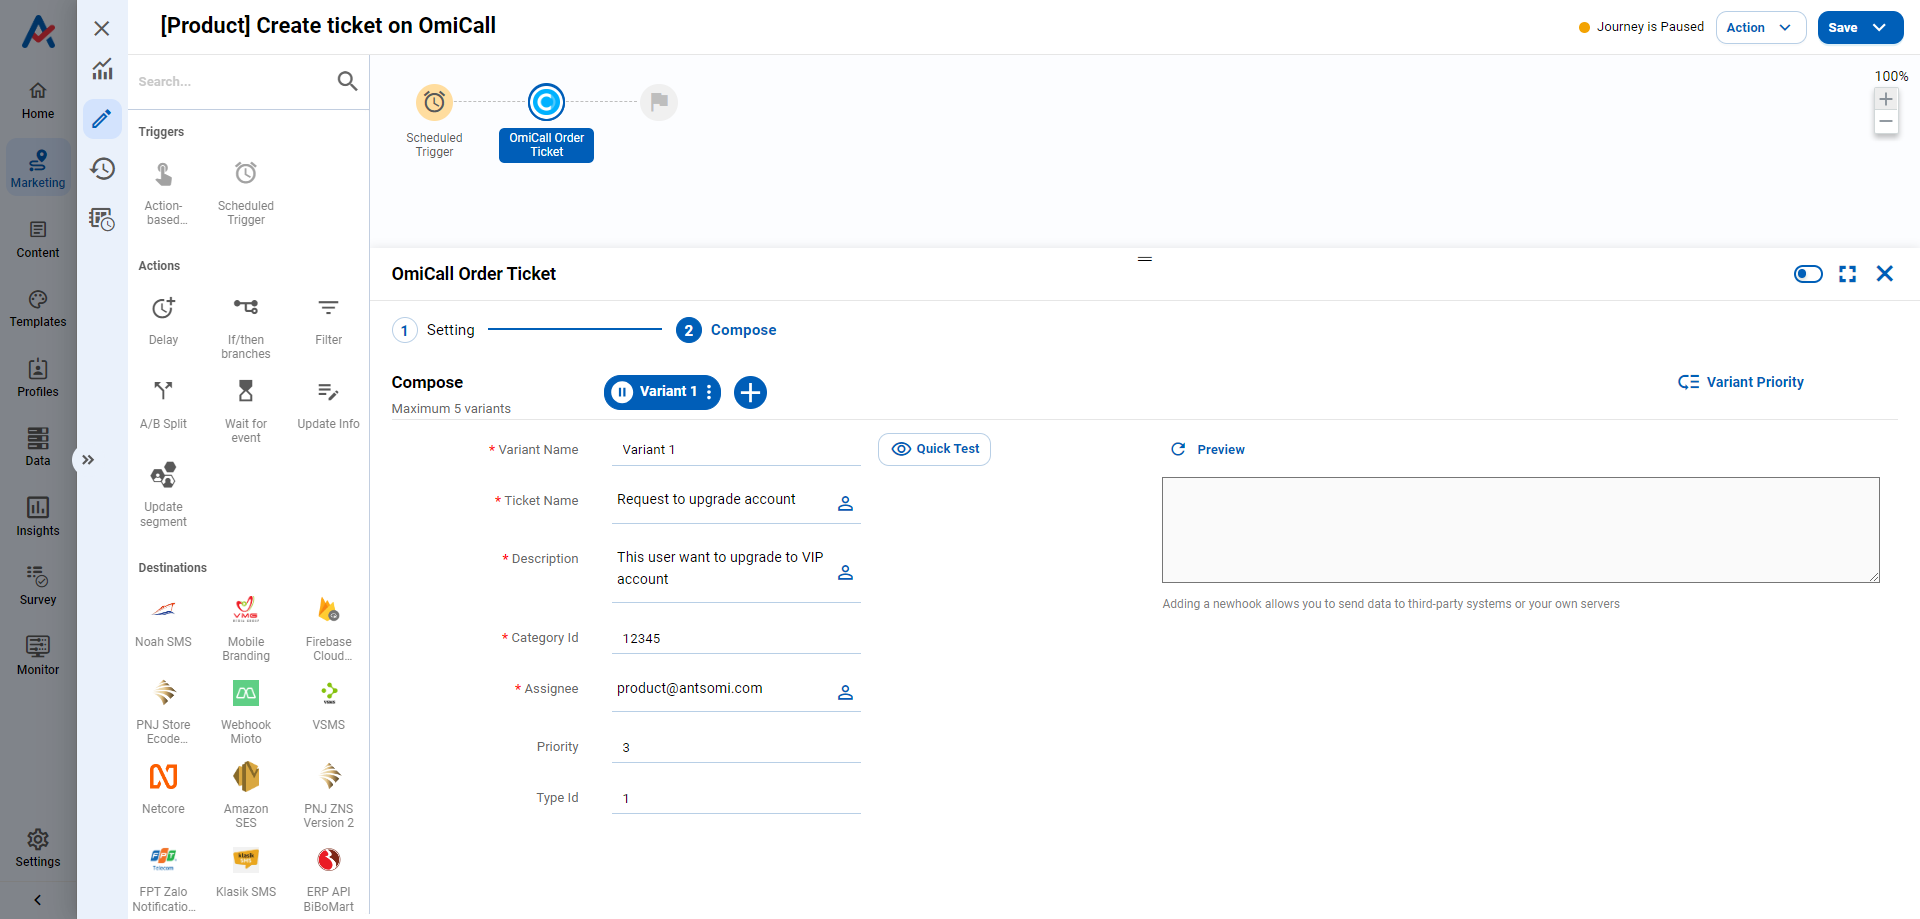 [Product] Create ticket on OmiCall
Journey is Paused
Action
Save
Home
Marketing
Content
Templates
Profiles
Data
Insights
Survey
Monitor
Settings
Search...
Triggers
Action-
based...
Scheduled
Trigger
Actions
Delay
If/then
branches
Filter
A/B Split
Wait for
event
Update Info
Update
segment
Destinations
Noah SMS
VMG
Mobile
Branding
Firebase
Cloud...
PNJ Store
Ecode...
Webhook
Mioto
VSMS
VSMS
Netcore
Amazon
SES
PNJ ZNS
Version 2
FPT
Telecom
FPT Zalo
Notificatio...
klasik
Klasik SMS
ERP API
BiBoMart
Scheduled
Trigger
OmiCall Order
Ticket
100%
OmiCall Order Ticket
1 Setting
2 Compose
Compose
Maximum 5 variants
Variant 1
Variant Priority
* Variant Name
Variant 1
Quick Test
Preview
* Ticket Name
Request to upgrade account
* Description
This user want to upgrade to VIP
account
Adding a newhook allows you to send data to third-party systems or your own servers
* Category Id
12345
* Assignee
product@antsomi.com
Priority
3
Type Id
1